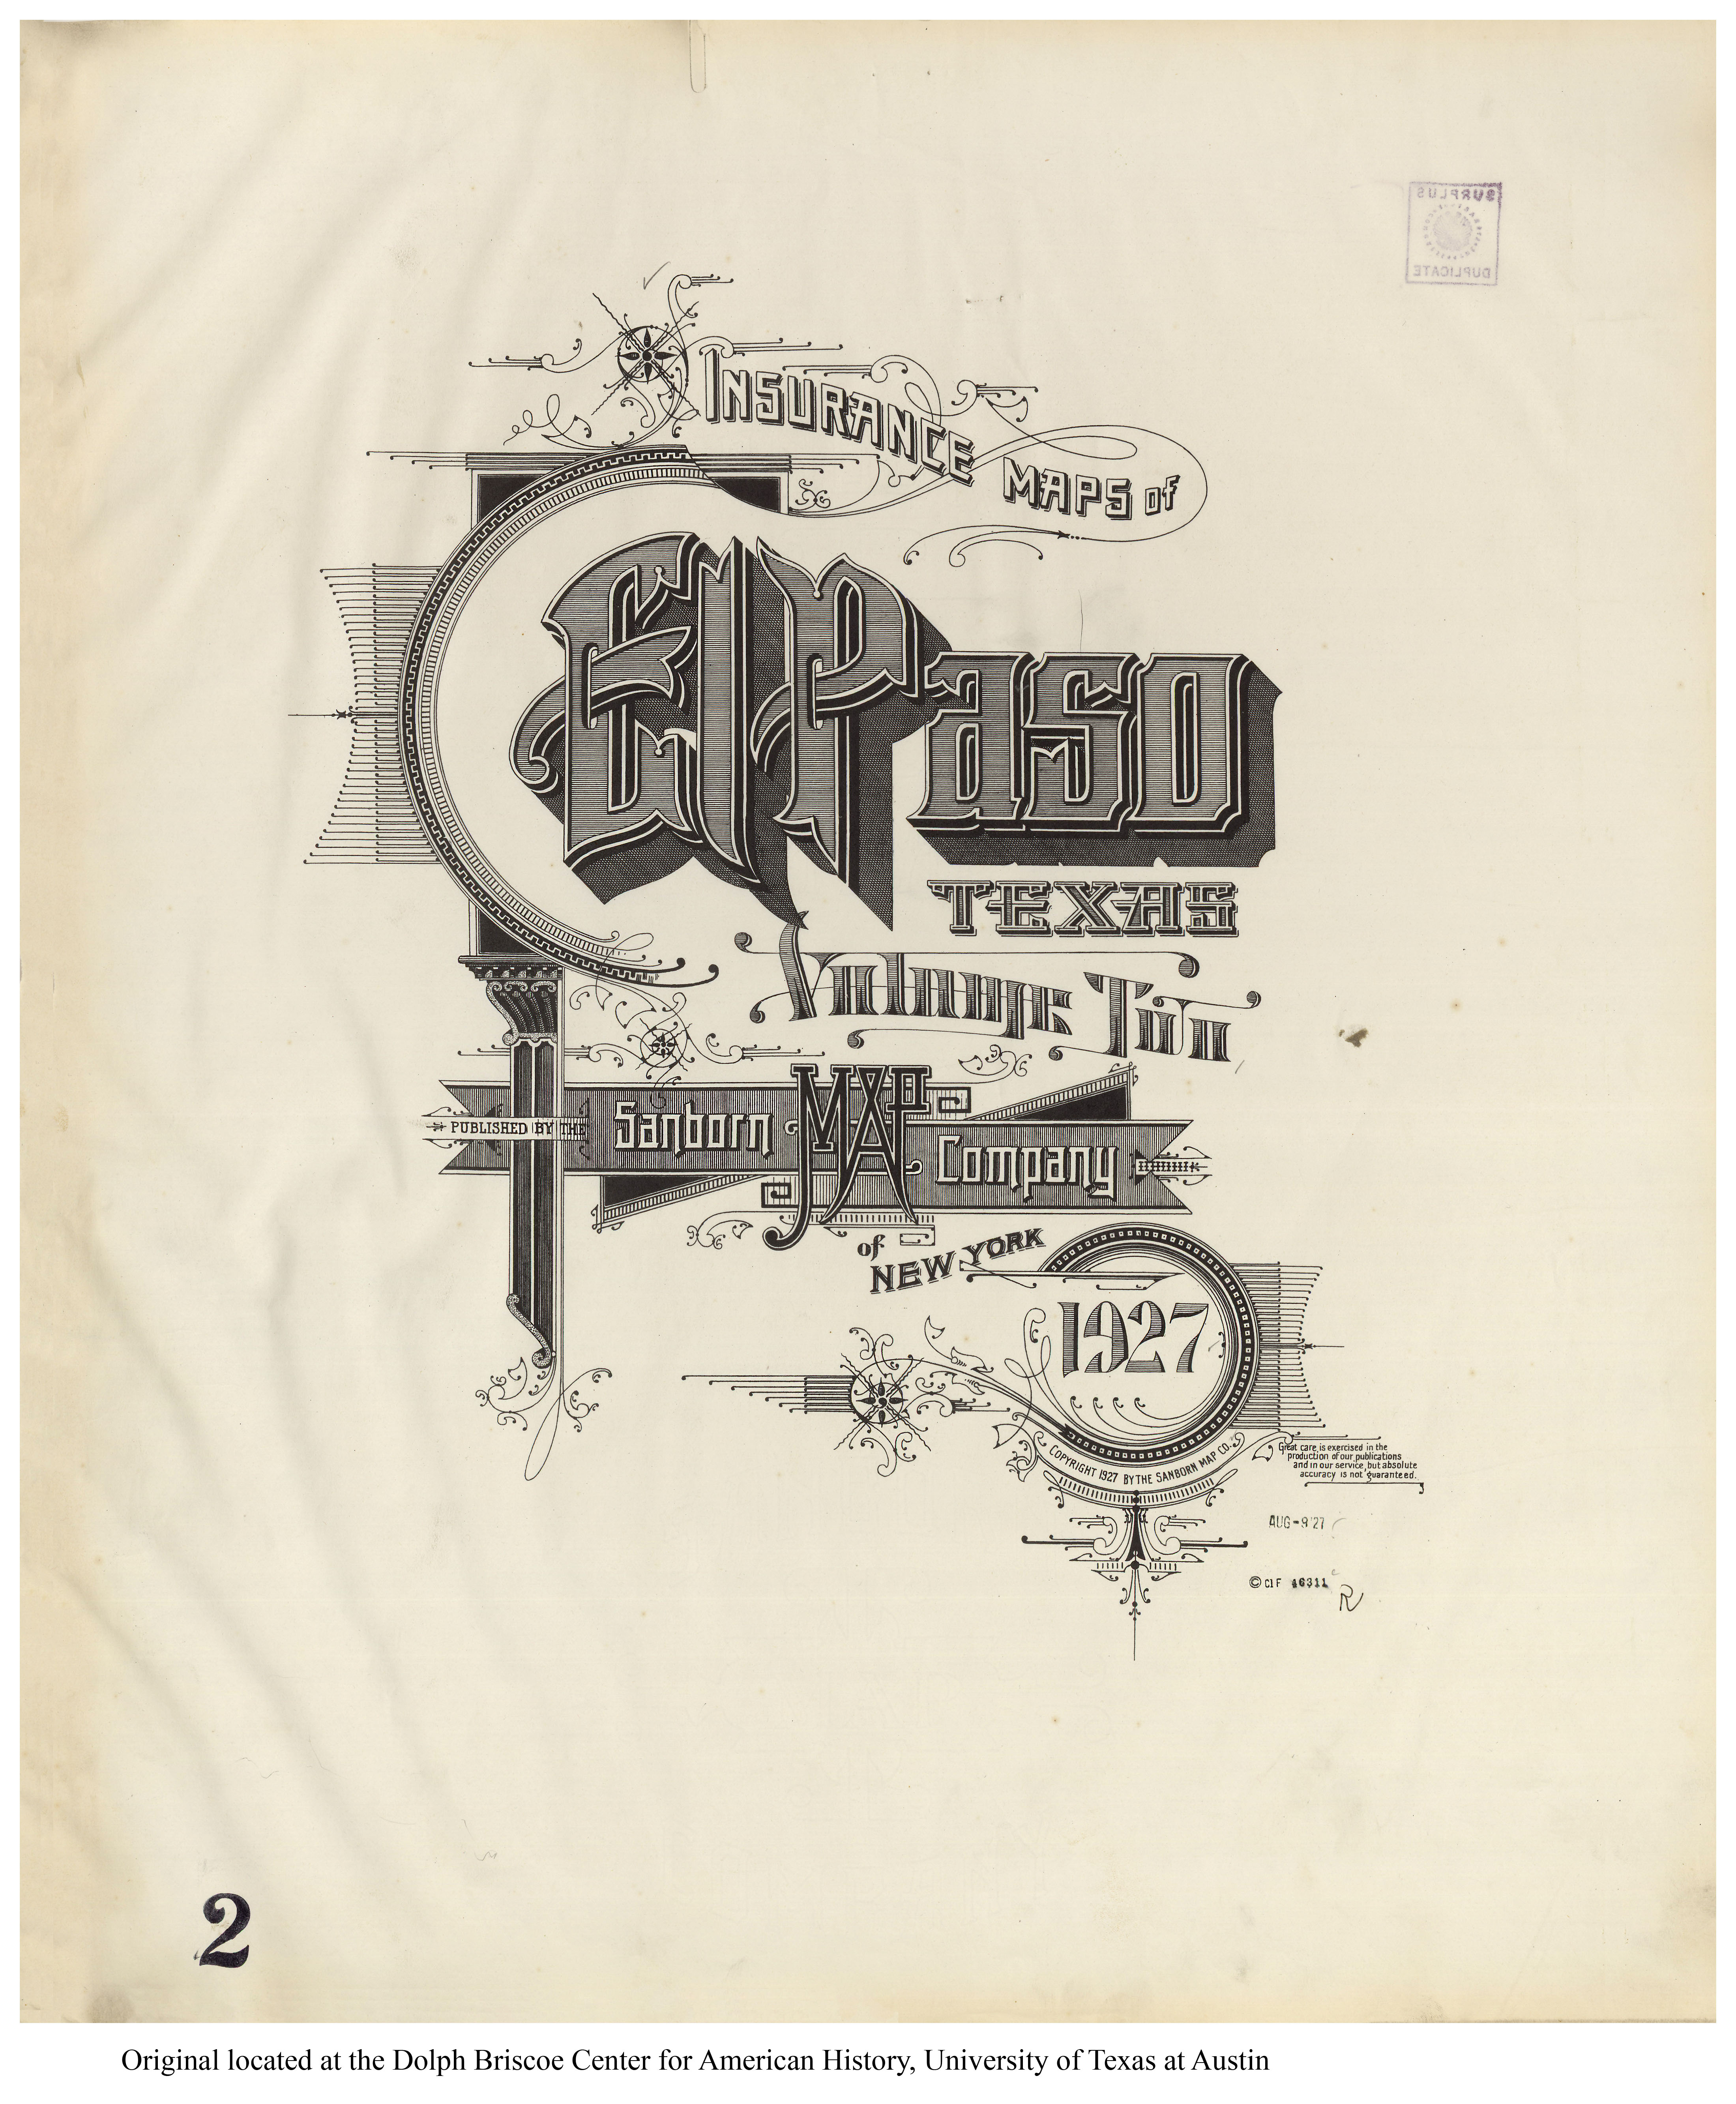 SURPLUS
DUPLICATE
INSURANCE MAPS of
El Paso
TEXAS
Volume Two
PUBLISHED BY THE Sanborn MAP Company
of
NEW YORK
1927
COPYRIGHT 1927 BY THE SANBORN MAP CO.
Great care is exercised in the
production of our publications
and in our service, but absolute
accuracy is not guaranteed.
AUG -9 '27
© Cl F 46311
R
2
Original located at the Dolph Briscoe Center for American History, University of Texas at Austin